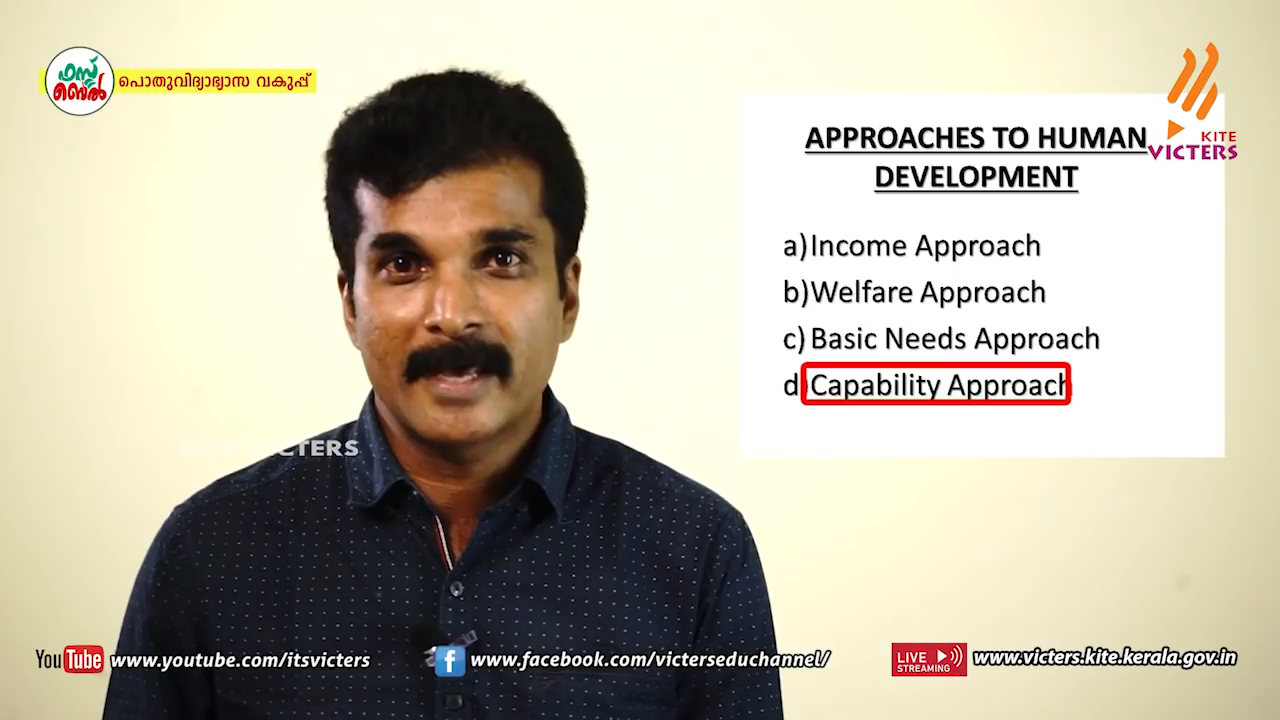 ഫസ്റ്റ്
ബെൽ
പൊതുവിദ്യാഭ്യാസ വകുപ്പ്
KITE
VICTERS
APPROACHES TO HUMAN
DEVELOPMENT
a)Income Approach
b)Welfare Approach
c) Basic Needs Approach
d)Capability Approach
VICTERS
YouTube www.youtube.com/itsvicters
f www.facebook.com/victerseduchannel/
LIVE
STREAMING
www.victers.kite.kerala.gov.in